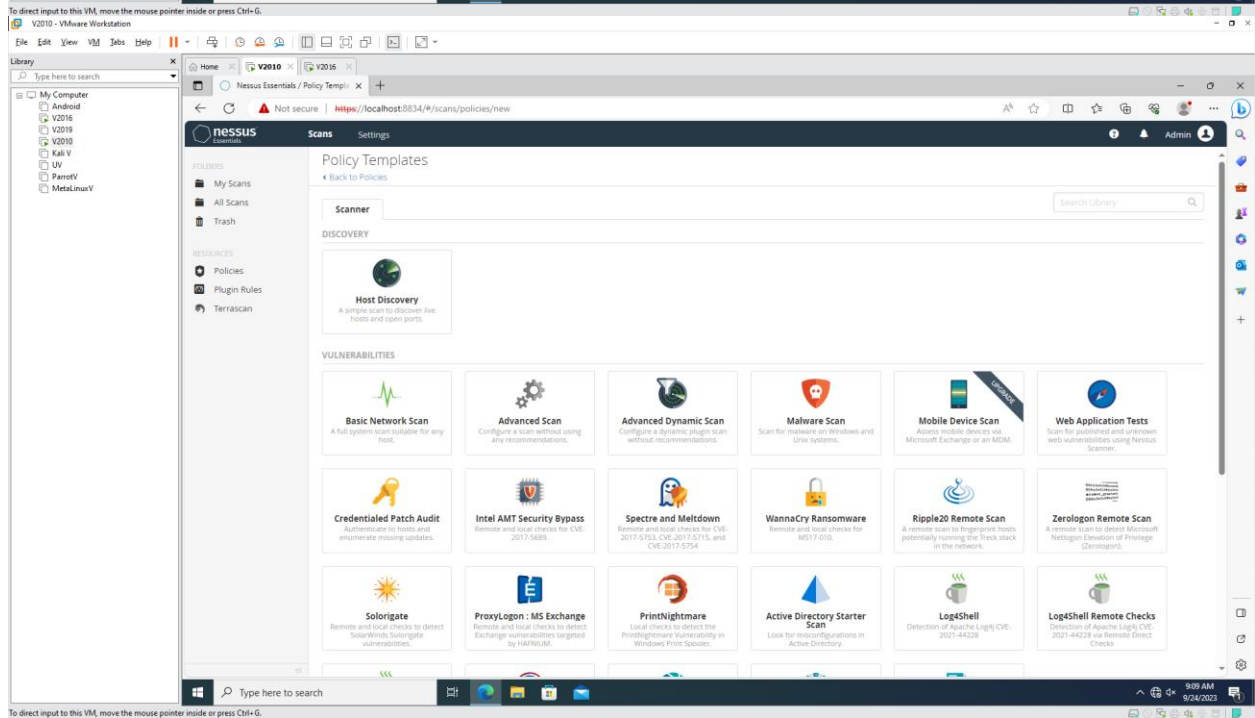 To direct input to this VM, move the mouse pointer inside or press Ctrl+G.
V2010 - VMware Workstation
File Edit View VM Tabs Help
Library
Type here to search
My Computer
Android
V2016
V2019
V2010
Kali V
UV
ParrotV
MetaLinuxV
Home
V2010
V2016
Nessus Essentials / Policy Templ
Not secure
https://localhost:8834/#/scans/policies/new
nessus
Essentials
Scans
Settings
Admin
FOLDERS
My Scans
All Scans
Trash
RESOURCES
Policies
Plugin Rules
Terrascan
Policy Templates
Back to Policies
Scanner
Search Library
DISCOVERY
Host Discovery
A simple scan to discover live
hosts and open ports.
VULNERABILITIES
Basic Network Scan
A full system scan suitable for any
host.
Advanced Scan
Configure a scan without using
any recommendations.
Advanced Dynamic Scan
Configure a dynamic plugin scan
without recommendations.
Malware Scan
Scan for malware on Windows and
Unix systems.
UPGRADE
Mobile Device Scan
Assess mobile devices via
Microsoft Exchange or an MDM.
Web Application Tests
Scan for published and unknown
web vulnerabilities using Nessus
Scanner.
Credentialed Patch Audit
Authenticate to hosts and
enumerate missing updates.
Intel AMT Security Bypass
Remote and local checks for CVE-
2017-5689.
Spectre and Meltdown
Remote and local checks for CVE-
2017-5753, CVE-2017-5715, and
CVE-2017-5754
WannaCry Ransomware
Remote and local checks for
MS17-010.
Ripple20 Remote Scan
A remote scan to fingerprint hosts
potentially running the Treck stack
in the network.
Zerologon Remote Scan
A remote scan to detect Microsoft
Netlogon Elevation of Privilege
(Zerologon).
Solorigate
Remote and local checks to detect
SolarWinds Solorigate
vulnerabilities.
ProxyLogon : MS Exchange
Remote and local checks to detect
Exchange vulnerabilities targeted
by HAFNIUM.
PrintNightmare
Local checks to detect the
PrintNightmare Vulnerability in
Windows Print Spooler.
Active Directory Starter
Scan
Look for misconfigurations in
Active Directory.
Log4Shell
Detection of Apache Log4j CVE-
2021-44228
Log4Shell Remote Checks
Detection of Apache Log4j CVE-
2021-44228 via Remote Direct
Checks
Type here to search
9:09 AM
9/24/2023
To direct input to this VM, move the mouse pointer inside or press Ctrl+G.